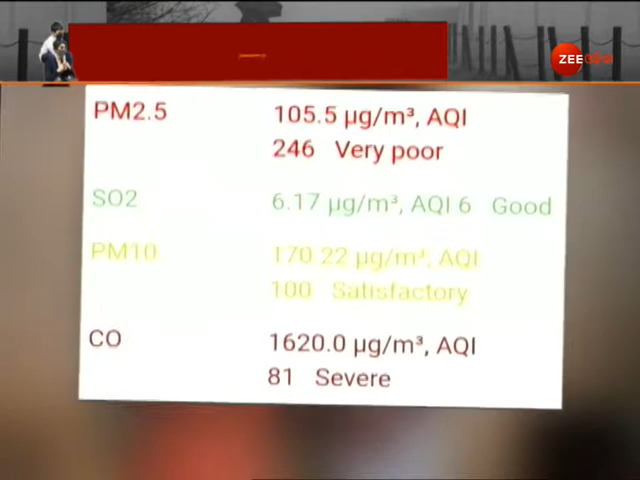 ZEE
PM2.5 105.5 µg/m³, AQI
246 Very poor
SO2 6.17 µg/m³, AQI 6 Good
PM10 170.22 µg/m³, AQI
100 Satisfactory
CO 1620.0 µg/m³, AQI
81 Severe